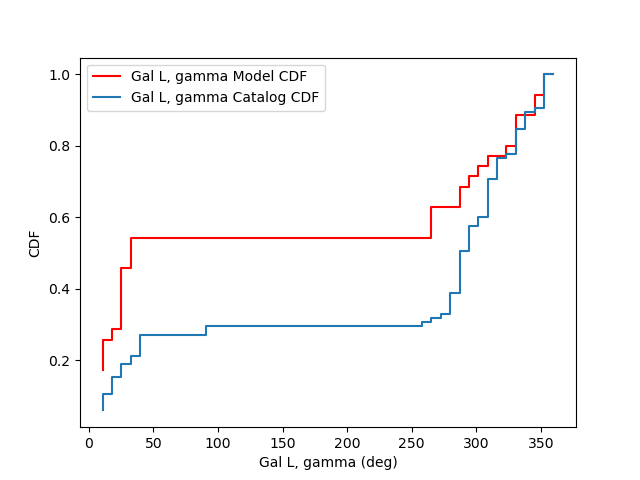 Gal L, gamma Model CDF
Gal L, gamma Catalog CDF
1.0
0.8
0.6
0.4
0.2
CDF
0 50 100 150 200 250 300 350
Gal L, gamma (deg)